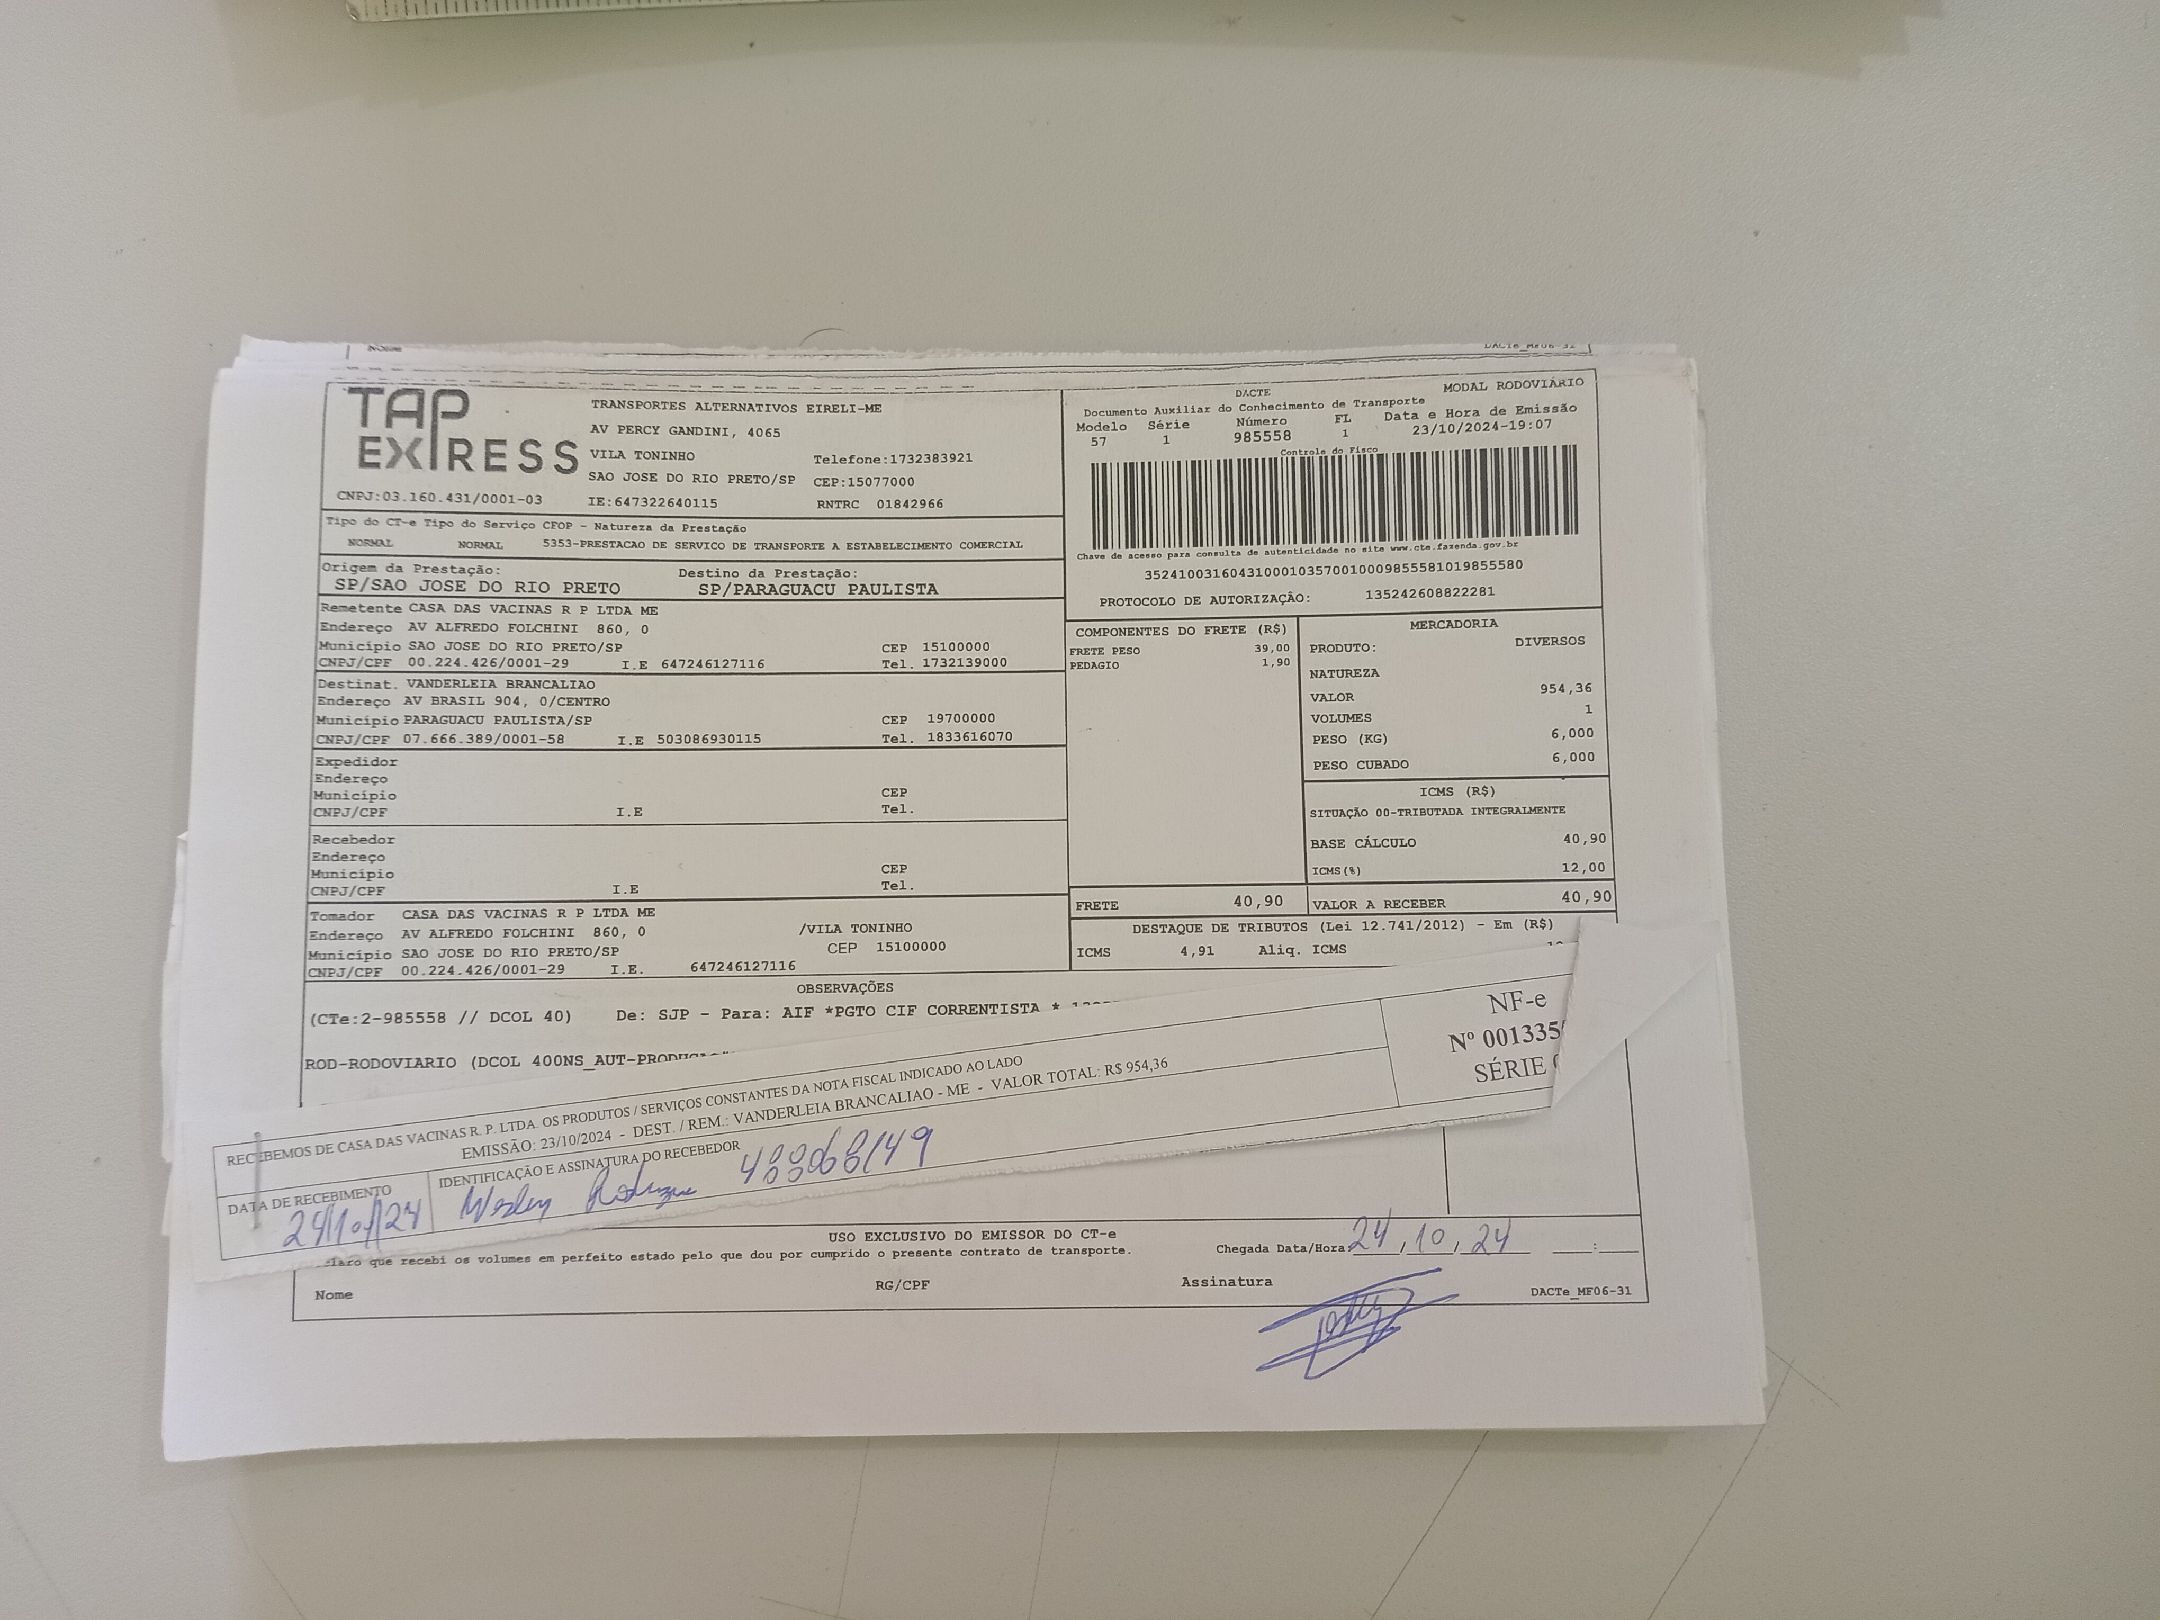 TAP EXPRESS
TRANSPORTES ALTERNATIVOS EIRELI-ME
AV PERCY GANDINI, 4065
VILA TONINHO Telefone:1732383921
SAO JOSE DO RIO PRETO/SP CEP:15077000
CNPJ:03.160.431/0001-03 IE:647322640115 RNTRC 01842966
Tipo do CT-e Tipo do Serviço CFOP - Natureza da Prestação
NORMAL NORMAL 5353-PRESTACAO DE SERVICO DE TRANSPORTE A ESTABELECIMENTO COMERCIAL
Origem da Prestação: Destino da Prestação:
SP/SAO JOSE DO RIO PRETO SP/PARAGUACU PAULISTA
DACTE MODAL RODOVIÁRIO
Documento Auxiliar do Conhecimento de Transporte
Modelo Série Número FL Data e Hora de Emissão
57 1 985558 1 23/10/2024-19:07
Controle do Fisco
Chave de acesso para consulta de autenticidade no site www.cte.fazenda.gov.br
35241003160431000103570010009855581019855580
PROTOCOLO DE AUTORIZAÇÃO: 135242608822281
Remetente CASA DAS VACINAS R P LTDA ME
Endereço AV ALFREDO FOLCHINI 860, 0
Município SAO JOSE DO RIO PRETO/SP CEP 15100000
CNPJ/CPF 00.224.426/0001-29 I.E 647246127116 Tel. 1732139000
Destinat. VANDERLEIA BRANCALIAO
Endereço AV BRASIL 904, 0/CENTRO
Município PARAGUACU PAULISTA/SP CEP 19700000
CNPJ/CPF 07.666.389/0001-58 I.E 503086930115 Tel. 1833616070
Expedidor
Endereço
Município CEP
CNPJ/CPF I.E Tel.
Recebedor
Endereço
Município CEP
CNPJ/CPF I.E Tel.
Tomador CASA DAS VACINAS R P LTDA ME
Endereço AV ALFREDO FOLCHINI 860, 0 /VILA TONINHO
Município SAO JOSE DO RIO PRETO/SP CEP 15100000
CNPJ/CPF 00.224.426/0001-29 I.E. 647246127116
COMPONENTES DO FRETE (R$)
FRETE PESO 39,00
PEDAGIO 1,90
MERCADORIA
PRODUTO: DIVERSOS
NATUREZA
VALOR 954,36
VOLUMES 1
PESO (KG) 6,000
PESO CUBADO 6,000
ICMS (R$)
SITUAÇÃO 00-TRIBUTADA INTEGRALMENTE
BASE CÁLCULO 40,90
ICMS(%) 12,00
FRETE 40,90 VALOR A RECEBER 40,90
DESTAQUE DE TRIBUTOS (Lei 12.741/2012) - Em (R$)
ICMS 4,91 Aliq. ICMS
OBSERVAÇÕES
(CTe:2-985558 // DCOL 40) De: SJP - Para: AIF *PGTO CIF CORRENTISTA *
ROD-RODOVIARIO (DCOL 400NS_AUT-PRODUCAO
RECEBEMOS DE CASA DAS VACINAS R. P. LTDA. OS PRODUTOS / SERVIÇOS CONSTANTES DA NOTA FISCAL INDICADO AO LADO
EMISSÃO: 23/10/2024 - DEST. / REM.: VANDERLEIA BRANCALIAO - ME - VALOR TOTAL: R$ 954,36
NF-e
Nº 001335
SÉRIE
DATA DE RECEBIMENTO IDENTIFICAÇÃO E ASSINATURA DO RECEBEDOR
24/10/24 Wesley
USO EXCLUSIVO DO EMISSOR DO CT-e
que recebi os volumes em perfeito estado pelo que dou por cumprido o presente contrato de transporte. Chegada Data/Hora: 24, 10, 24 :
Nome RG/CPF Assinatura DACTe_MF06-31